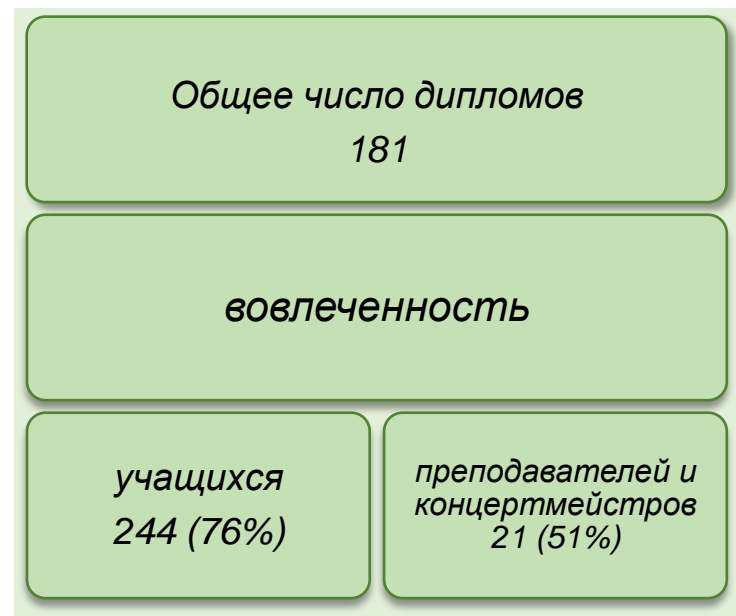 Общее число дипломов
181
вовлеченность
учащихся
244 (76%)
преподавателей и
концертмейстров
21 (51%)